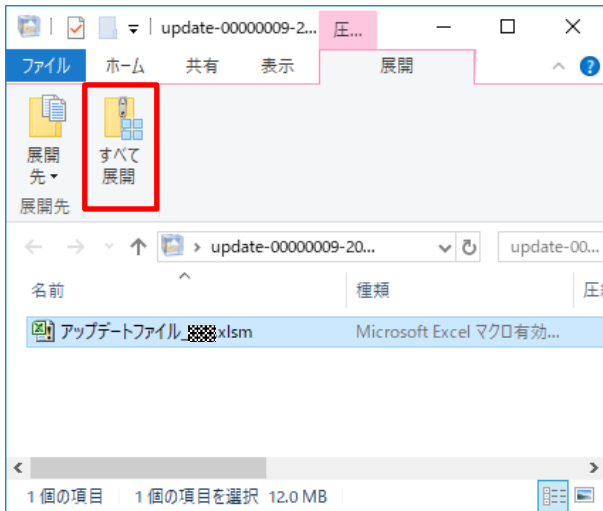 update-00000009-2... 圧...
ファイル ホーム 共有 表示 展開
展開先
すべて展開
展開先
update-00000009-20... update-00...
名前 種類 圧
アップデートファイル_ xlsm Microsoft Excel マクロ有効...
1 個の項目 1 個の項目を選択 12.0 MB